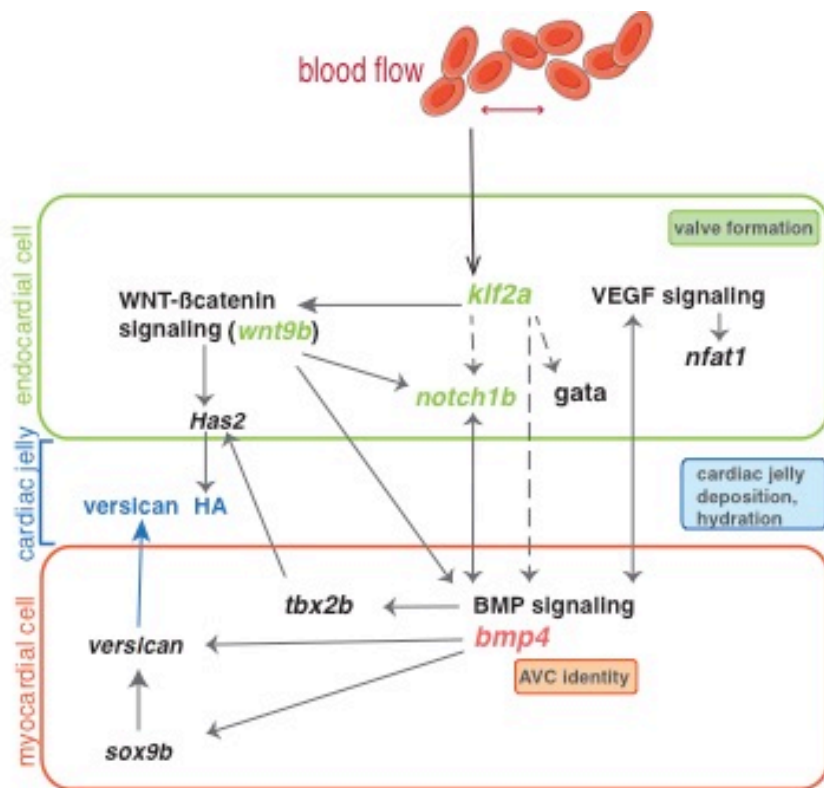 blood flow
endocardial cell
valve formation
klf2a
WNT-ßcatenin
signaling (wnt9b)
VEGF signaling
nfat1
notch1b
gata
Has2
cardiac jelly
versican HA
cardiac jelly
deposition,
hydration
myocardial cell
tbx2b
BMP signaling
bmp4
versican
AVC identity
sox9b